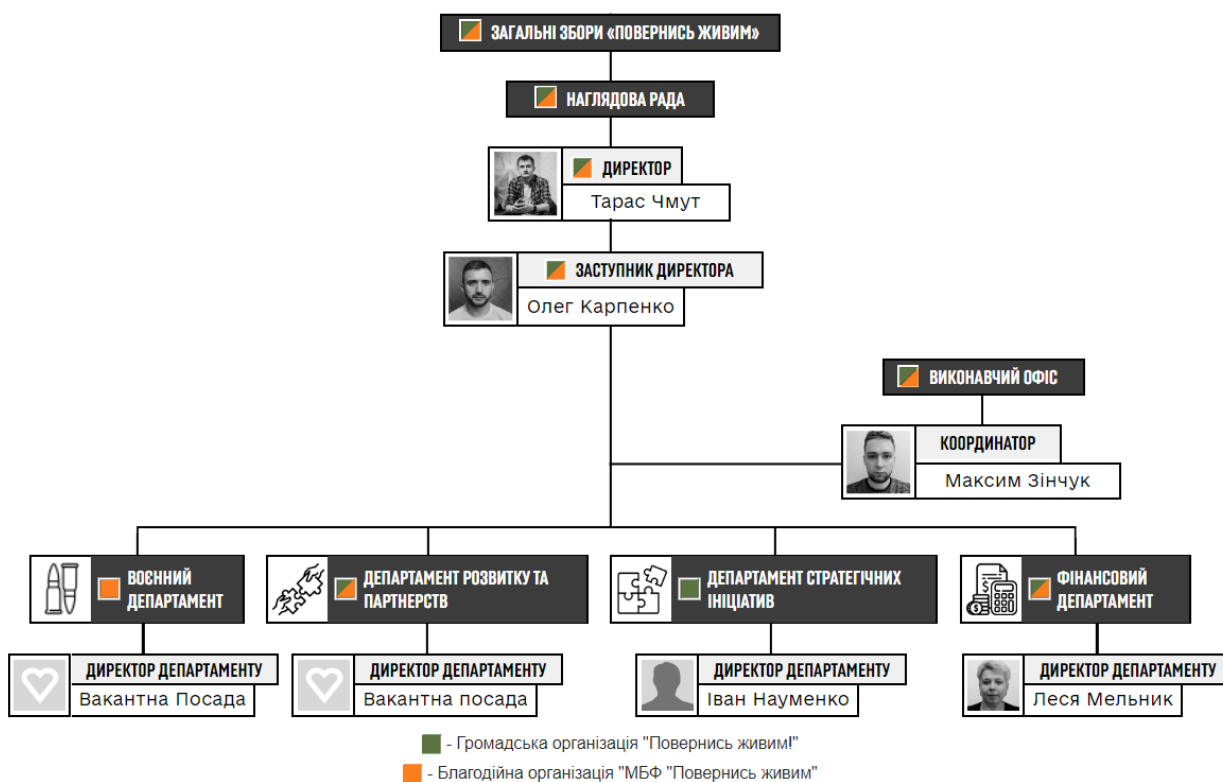 ЗАГАЛЬНІ ЗБОРИ «ПОВЕРНИСЬ ЖИВИМ»
НАГЛЯДОВА РАДА
ДИРЕКТОР
Тарас Чмут
ЗАСТУПНИК ДИРЕКТОРА
Олег Карпенко
ВИКОНАВЧИЙ ОФІС
КООРДИНАТОР
Максим Зінчук
ВОЄННИЙ
ДЕПАРТАМЕНТ
ДЕПАРТАМЕНТ РОЗВИТКУ ТА
ПАРТНЕРСТВ
ДЕПАРТАМЕНТ СТРАТЕГІЧНИХ
ІНІЦІАТИВ
ФІНАНСОВИЙ
ДЕПАРТАМЕНТ
ДИРЕКТОР ДЕПАРТАМЕНТУ
Вакантна Посада
ДИРЕКТОР ДЕПАРТАМЕНТУ
Вакантна посада
ДИРЕКТОР ДЕПАРТАМЕНТУ
Іван Науменко
ДИРЕКТОР ДЕПАРТАМЕНТУ
Леся Мельник
- Громадська організація "Повернись живим!"
- Благодійна організація "МБФ "Повернись живим"